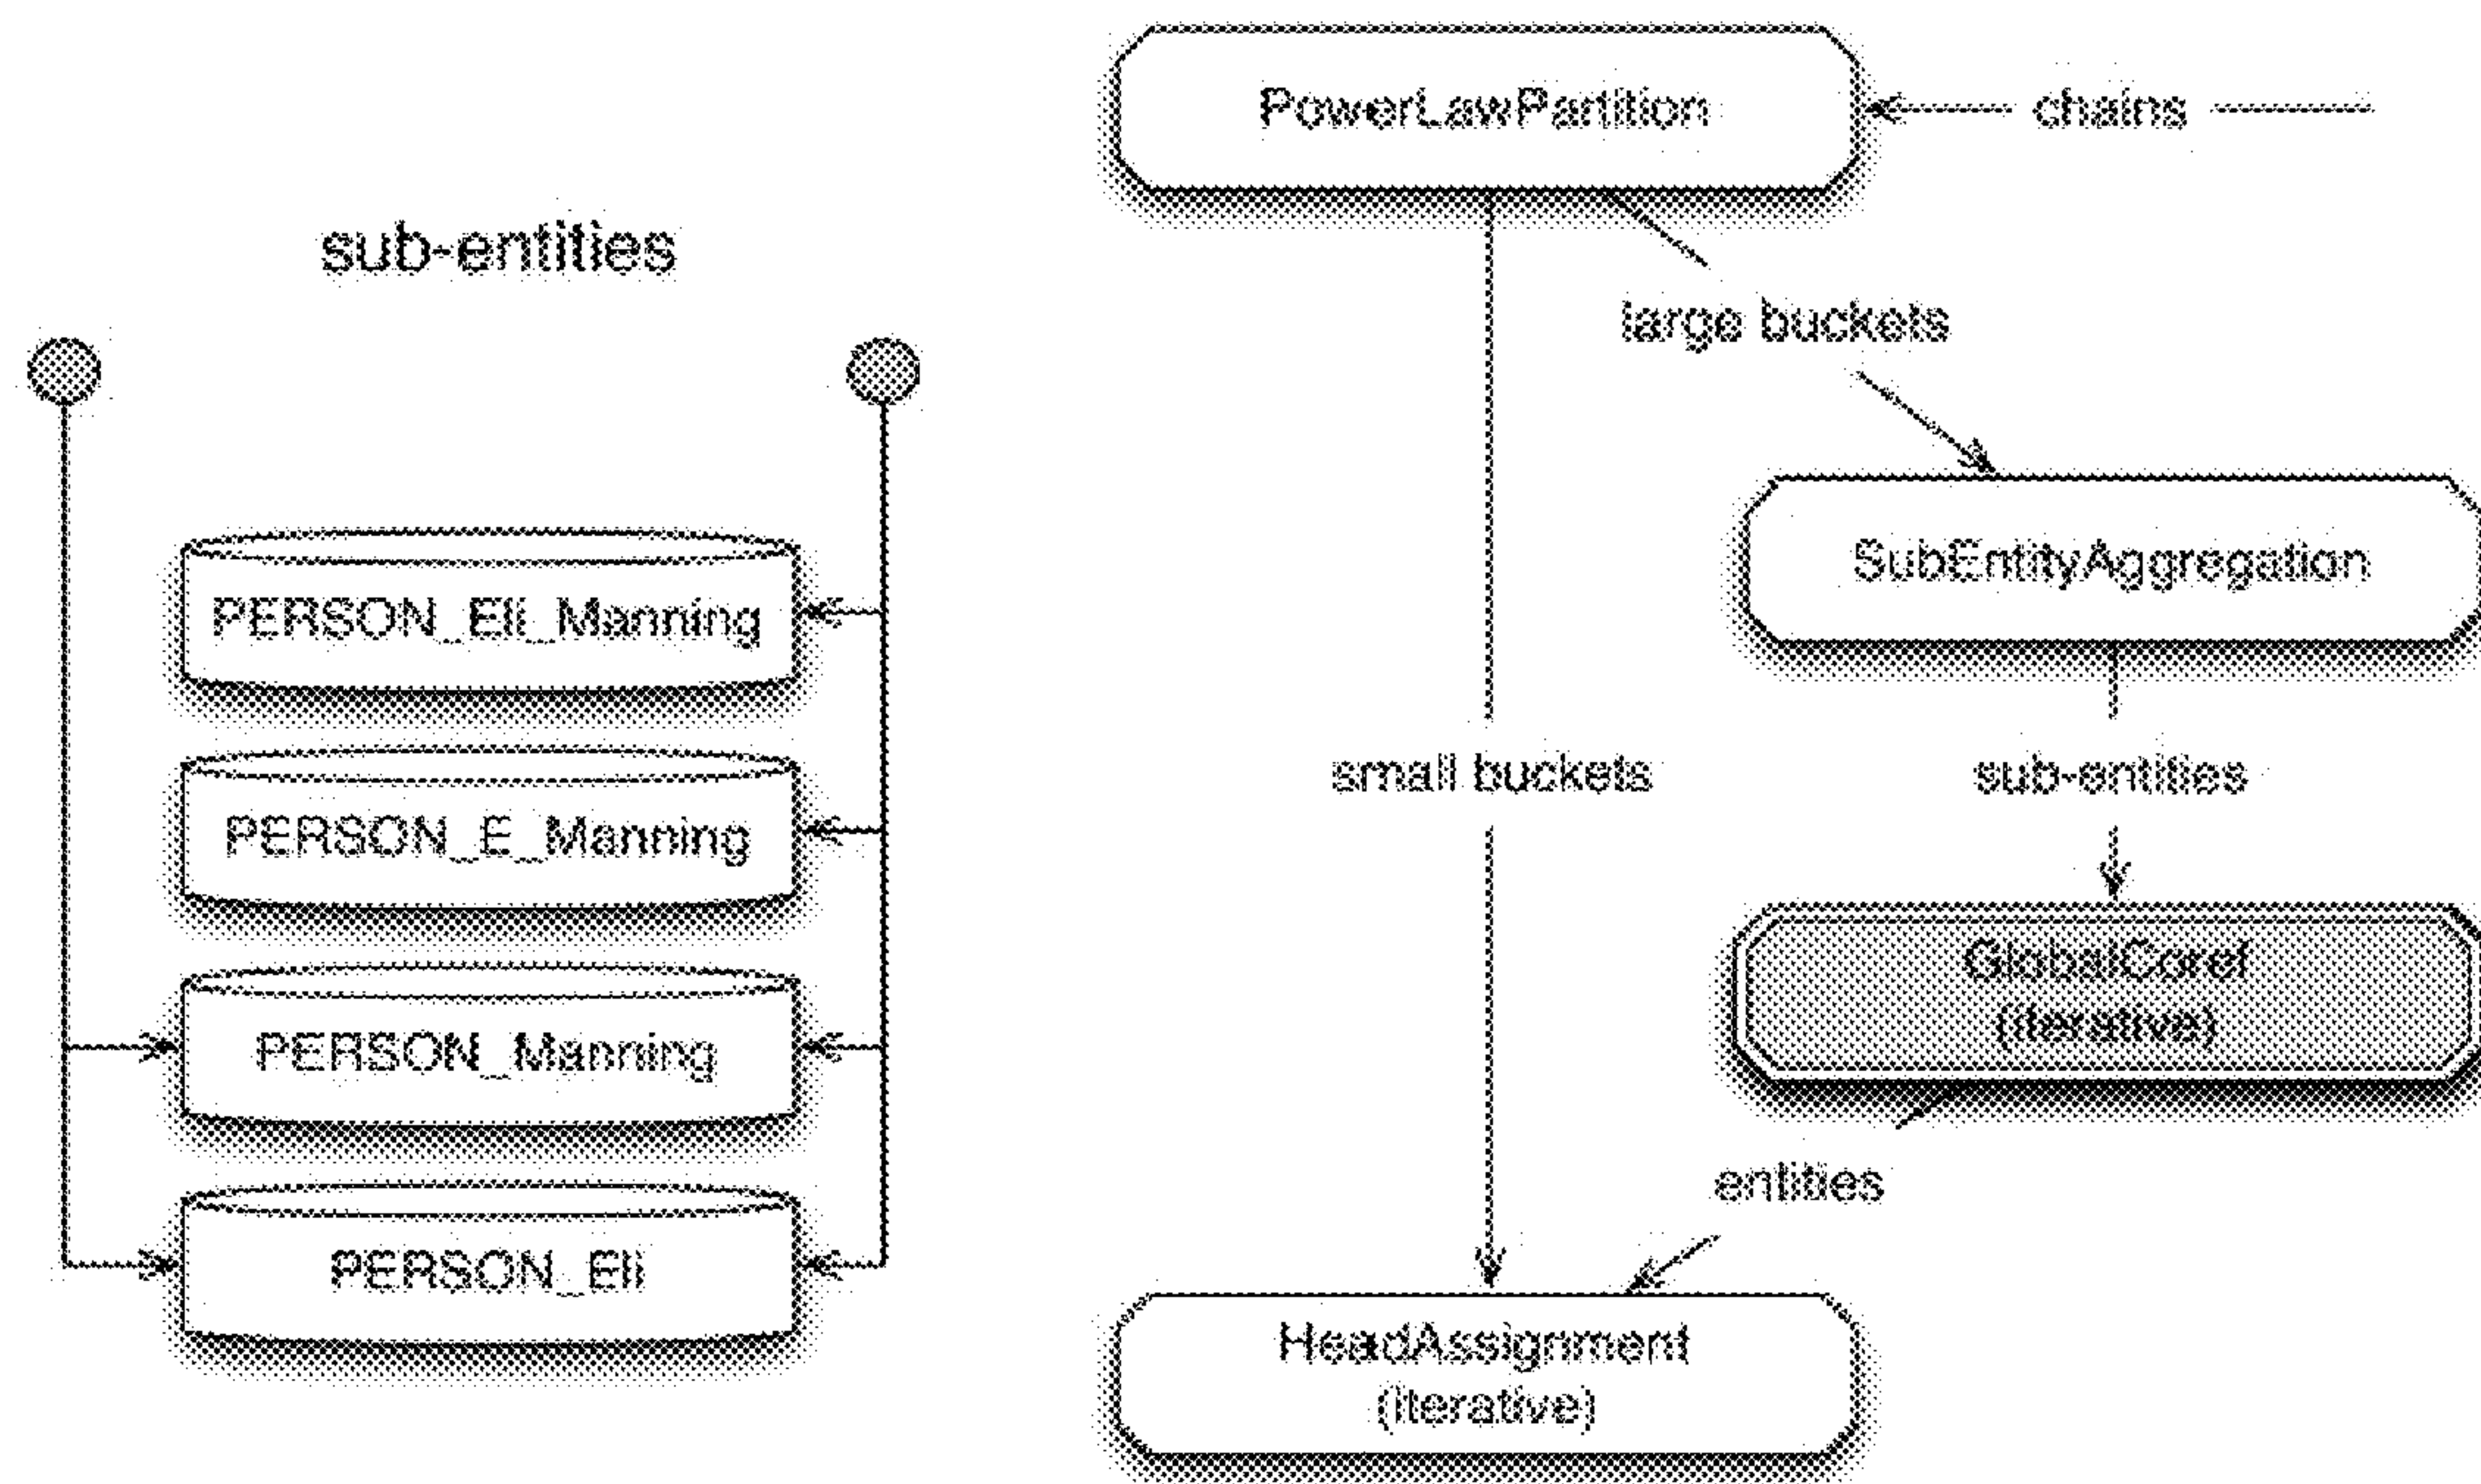 sub-entities
PERSON_Eli_Manning
PERSON_E_Manning
PERSON_Manning
PERSON_Eli
PowerLawPartition
chains
large buckets
SubEntityAggregation
small buckets
sub-entities
GlobalCoref
(iterative)
entities
HeadAssignment
(iterative)